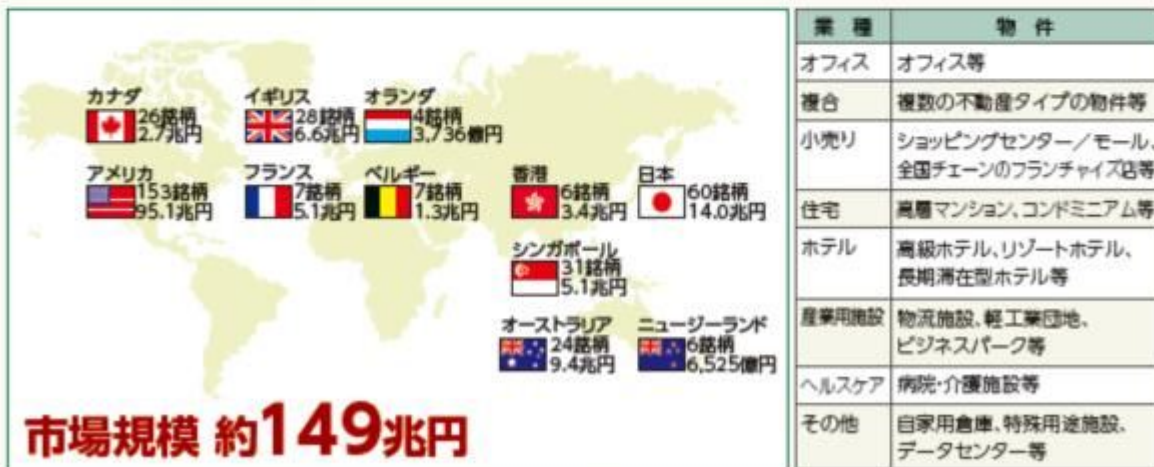 カナダ
26銘柄
2.7兆円
イギリス
28銘柄
6.6兆円
オランダ
4銘柄
3,736億円
アメリカ
153銘柄
95.1兆円
フランス
7銘柄
5.1兆円
ベルギー
7銘柄
1.3兆円
香港
6銘柄
3.4兆円
日本
60銘柄
14.0兆円
シンガポール
31銘柄
5.1兆円
オーストラリア
24銘柄
9.4兆円
ニュージーランド
6銘柄
6,525億円
市場規模 約149兆円
業種 物件
オフィス オフィス等
複合 複数の不動産タイプの物件等
小売り ショッピングセンター／モール、
全国チェーンのフランチャイズ店等
住宅 高層マンション、コンドミニアム等
ホテル 高級ホテル、リゾートホテル、
長期滞在型ホテル等
産業用施設 物流施設、軽工業団地、
ビジネスパーク等
ヘルスケア 病院・介護施設等
その他 自家用倉庫、特殊用途施設、
データセンター等